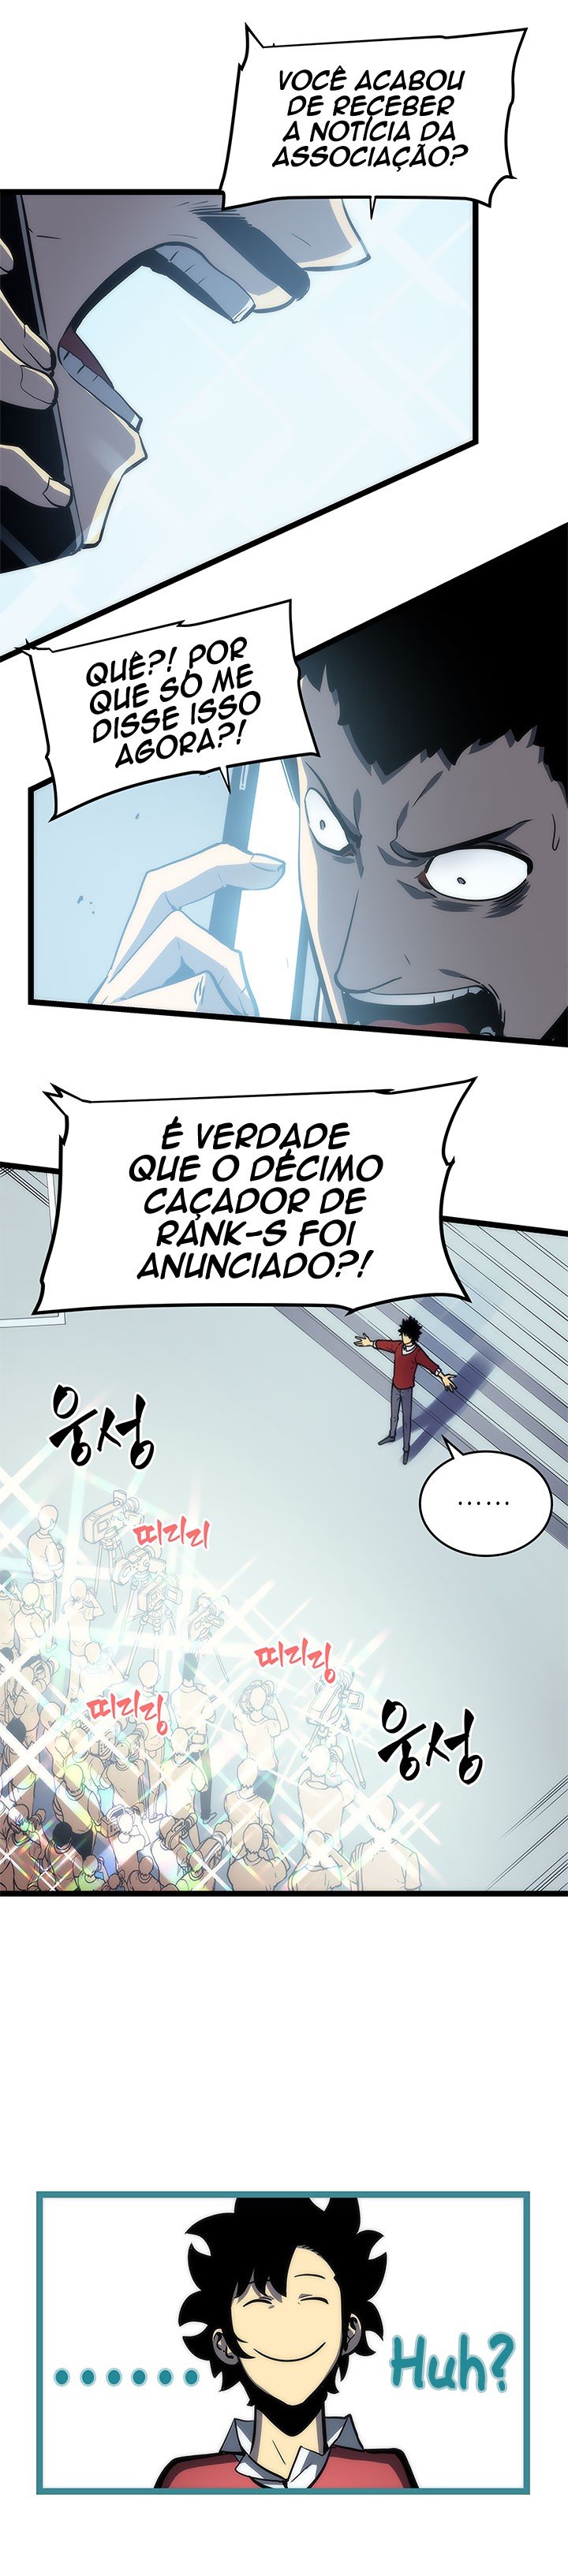 VOCÊ ACABOU
DE RECEBER
A NOTÍCIA DA
ASSOCIAÇÃO?
QUÊ?! POR
QUE SÓ ME
DISSE ISSO
AGORA?!
É VERDADE
QUE O DÉCIMO
CAÇADOR DE
RANK-S FOI
ANUNCIADO?!
웅성
......
띠리리
띠리링
띠리링
웅성
......
Huh?